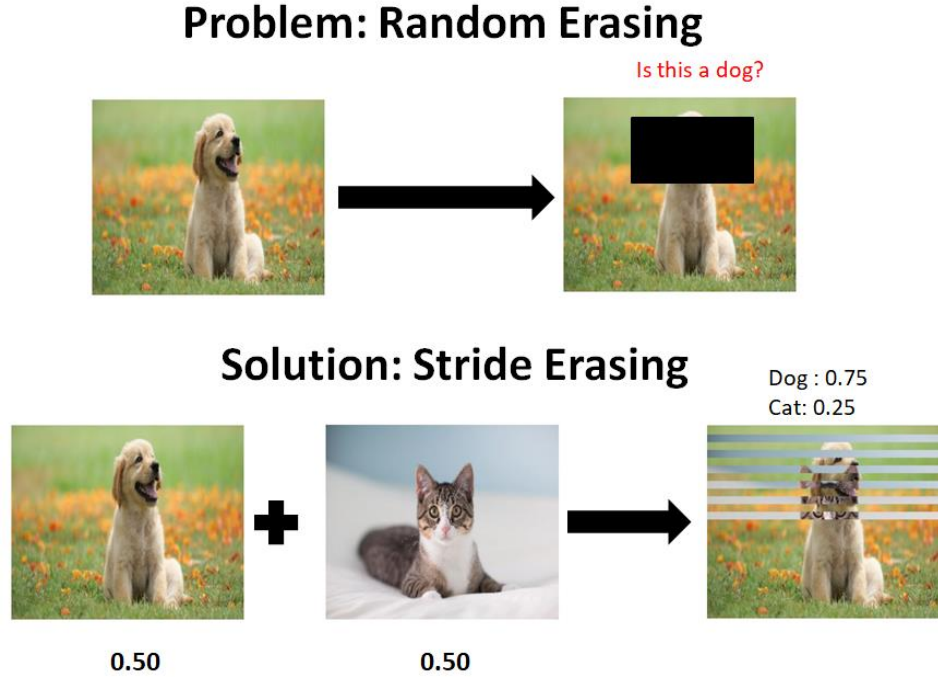 Problem: Random Erasing
Is this a dog?
Solution: Stride Erasing
Dog : 0.75
Cat: 0.25
0.50
0.50